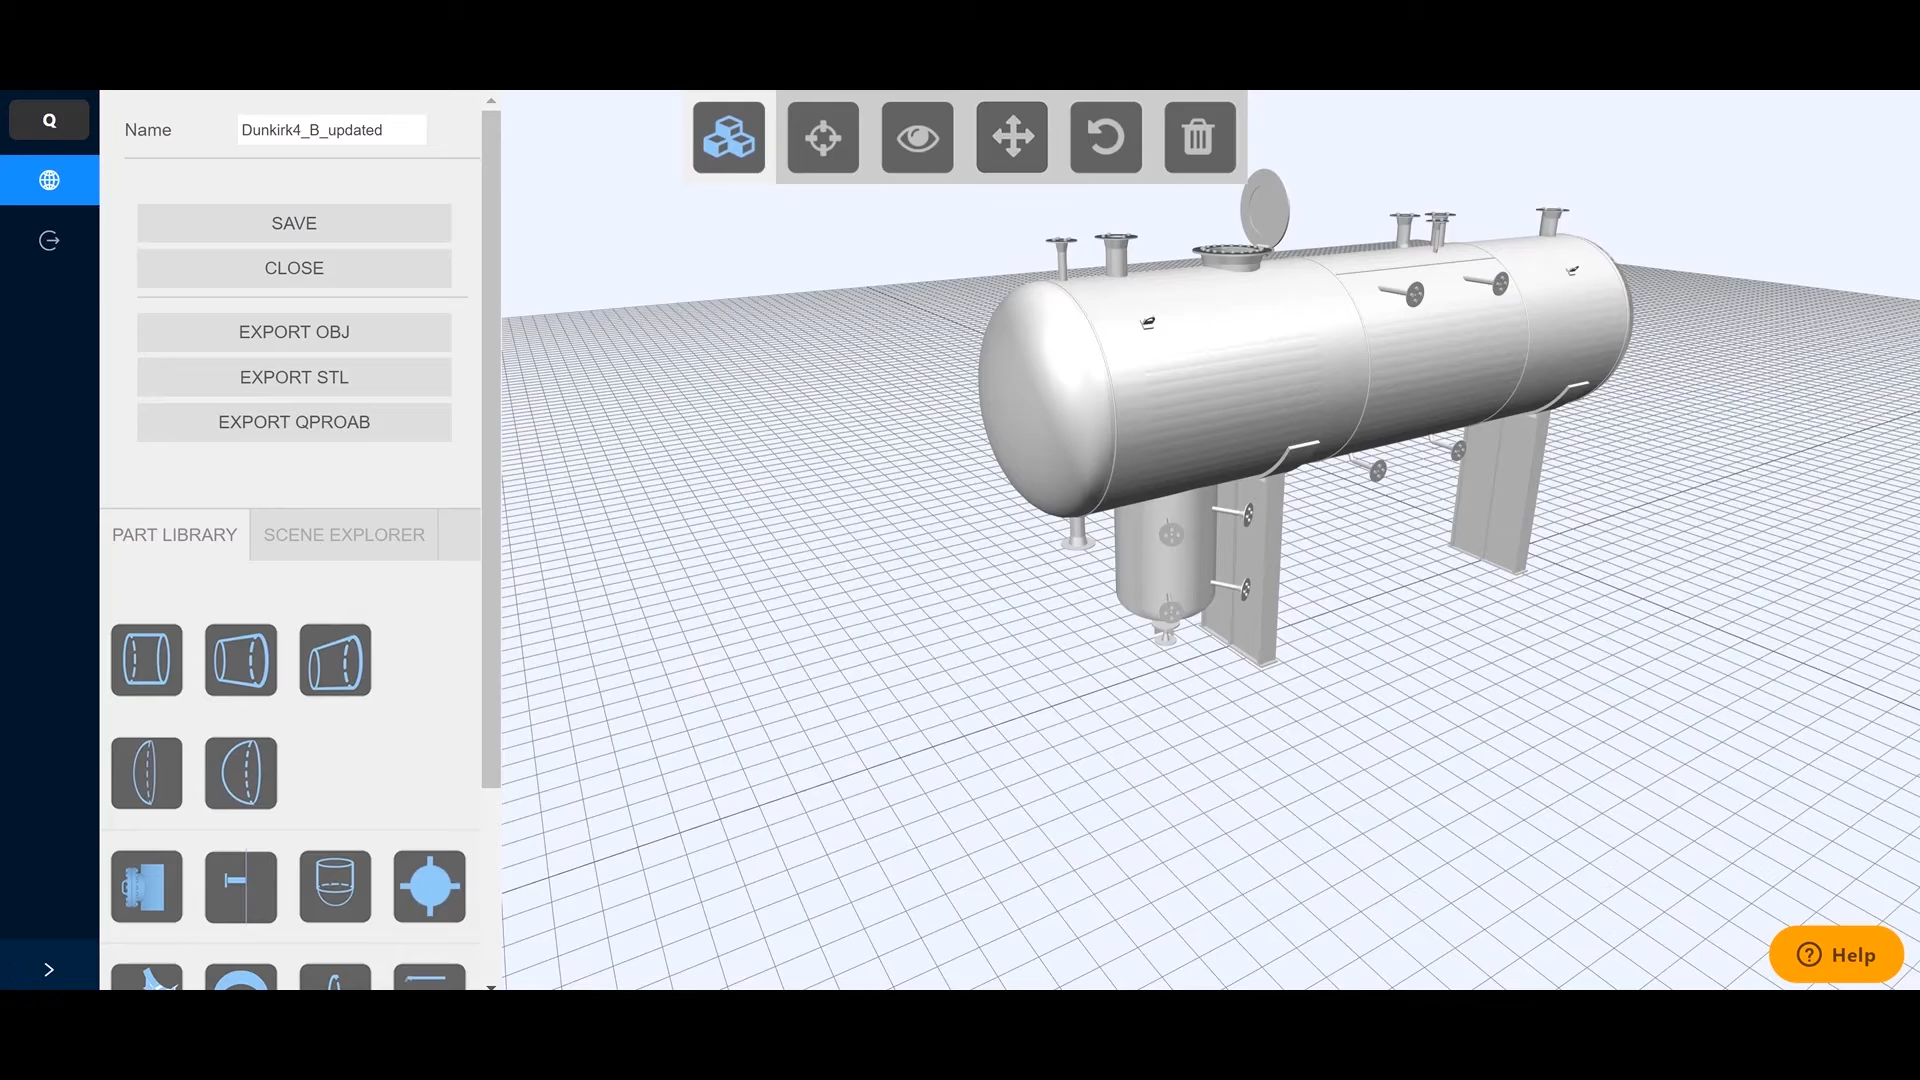 Q
Name
Dunkirk4_B_updated
SAVE
CLOSE
EXPORT OBJ
EXPORT STL
EXPORT QPROAB
PART LIBRARY
SCENE EXPLORER
? Help